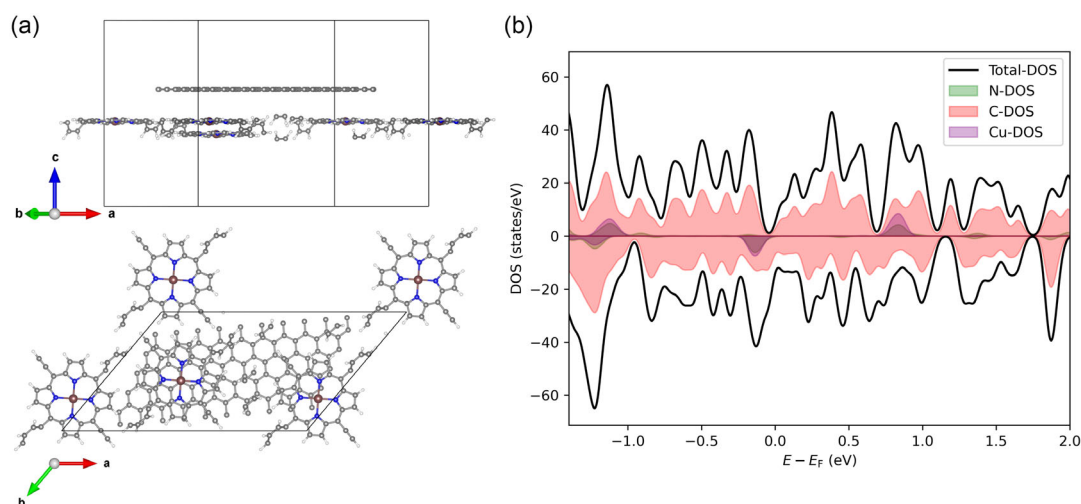 (a)
c
b
a
a
b
(b)
Total-DOS
N-DOS
C-DOS
Cu-DOS
DOS (states/eV)
60
40
20
0
−20
−40
−60
−1.0 −0.5 0.0 0.5 1.0 1.5 2.0
E − E_F (eV)